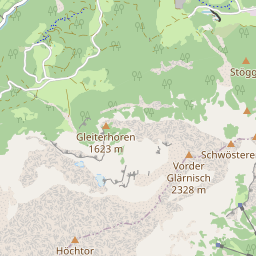 Stogg
Gleiterhoren
1623 m
Schwöstere
Vorder
Glärnisch
2328 m
Höchtor